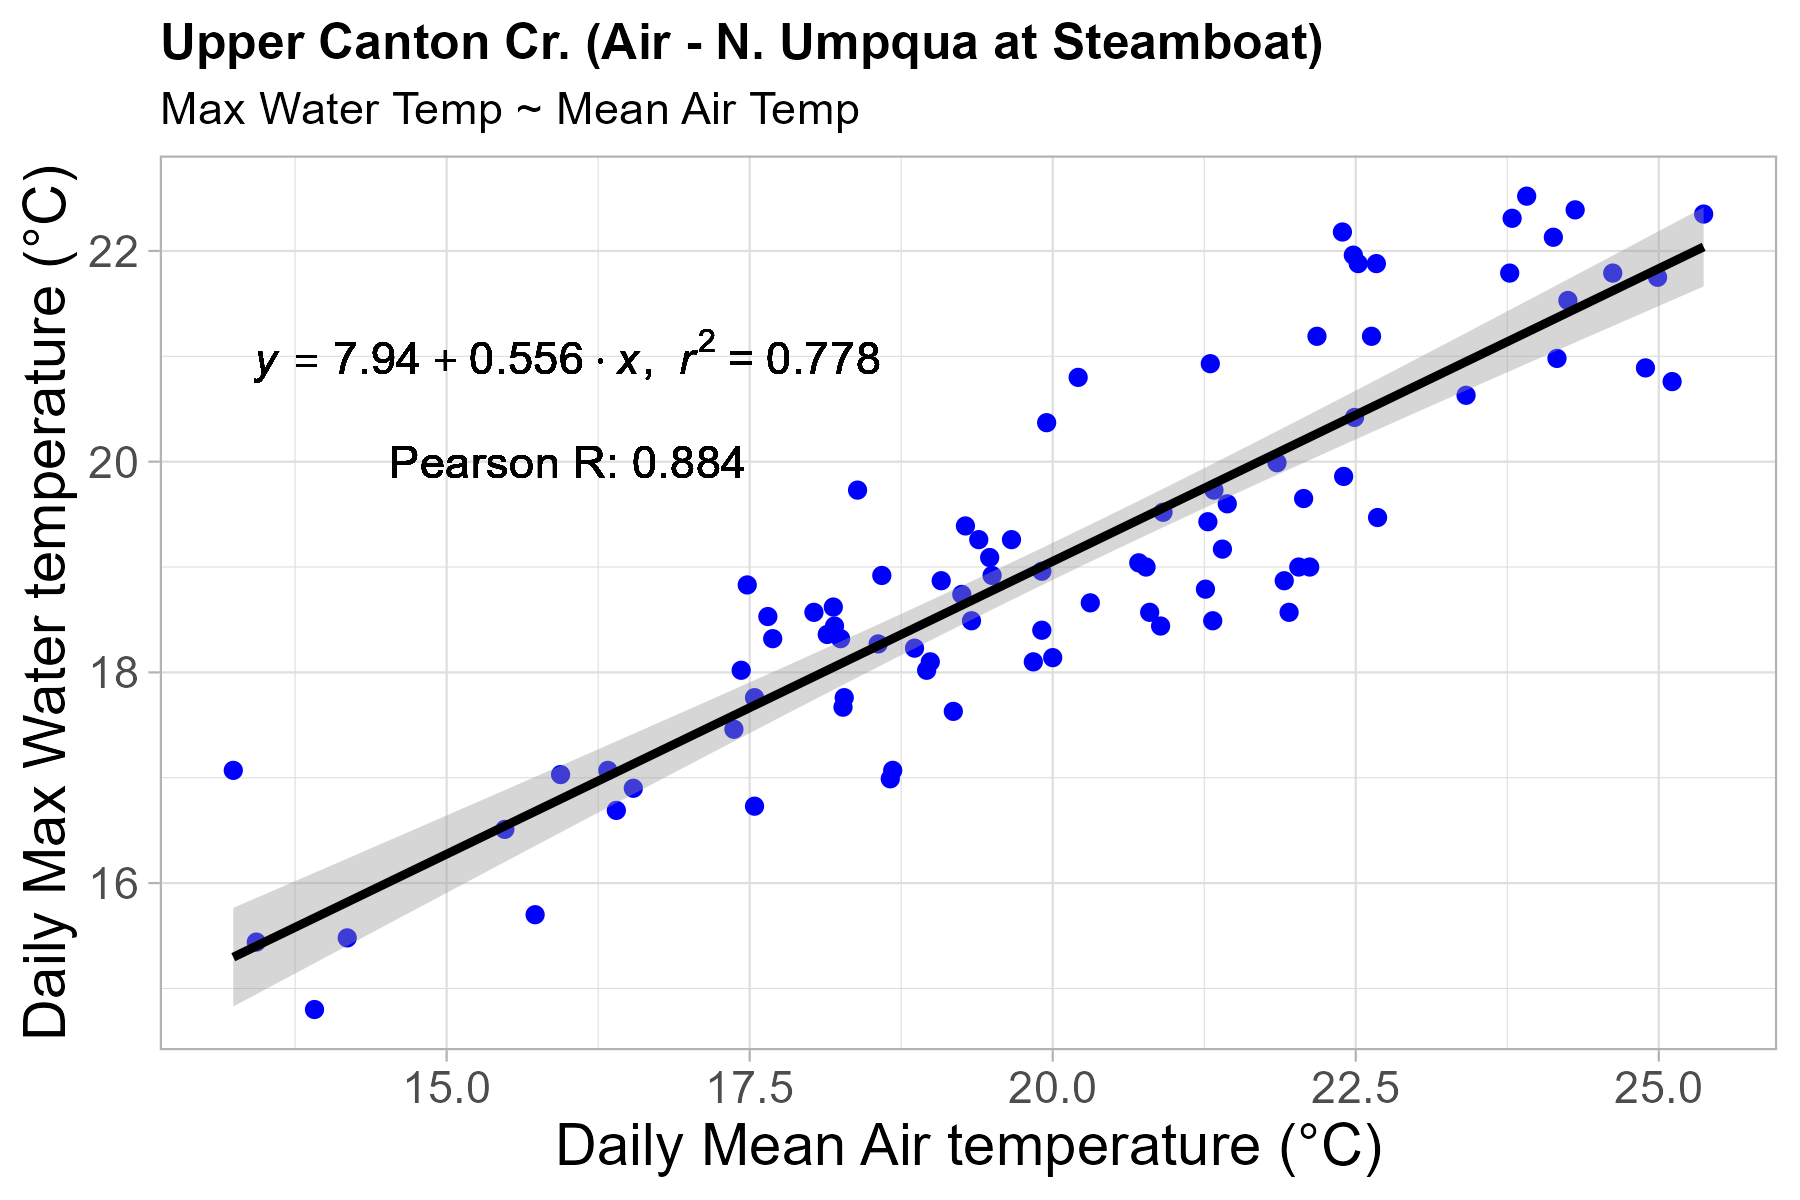 Upper Canton Cr. (Air - N. Umpqua at Steamboat)
Max Water Temp ~ Mean Air Temp
Daily Max Water temperature (°C)
22
20
18
16
y = 7.94 + 0.556 · x, r² = 0.778
Pearson R: 0.884
15.0 17.5 20.0 22.5 25.0
Daily Mean Air temperature (°C)